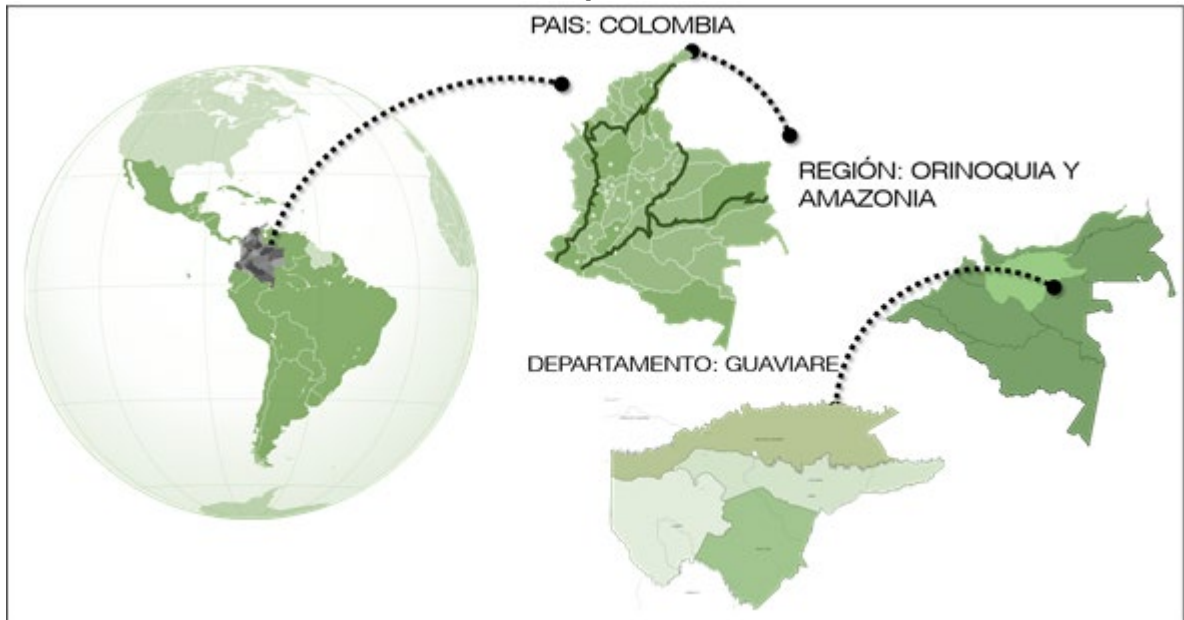 PAIS: COLOMBIA
REGIÓN: ORINOQUIA Y
AMAZONIA
DEPARTAMENTO: GUAVIARE